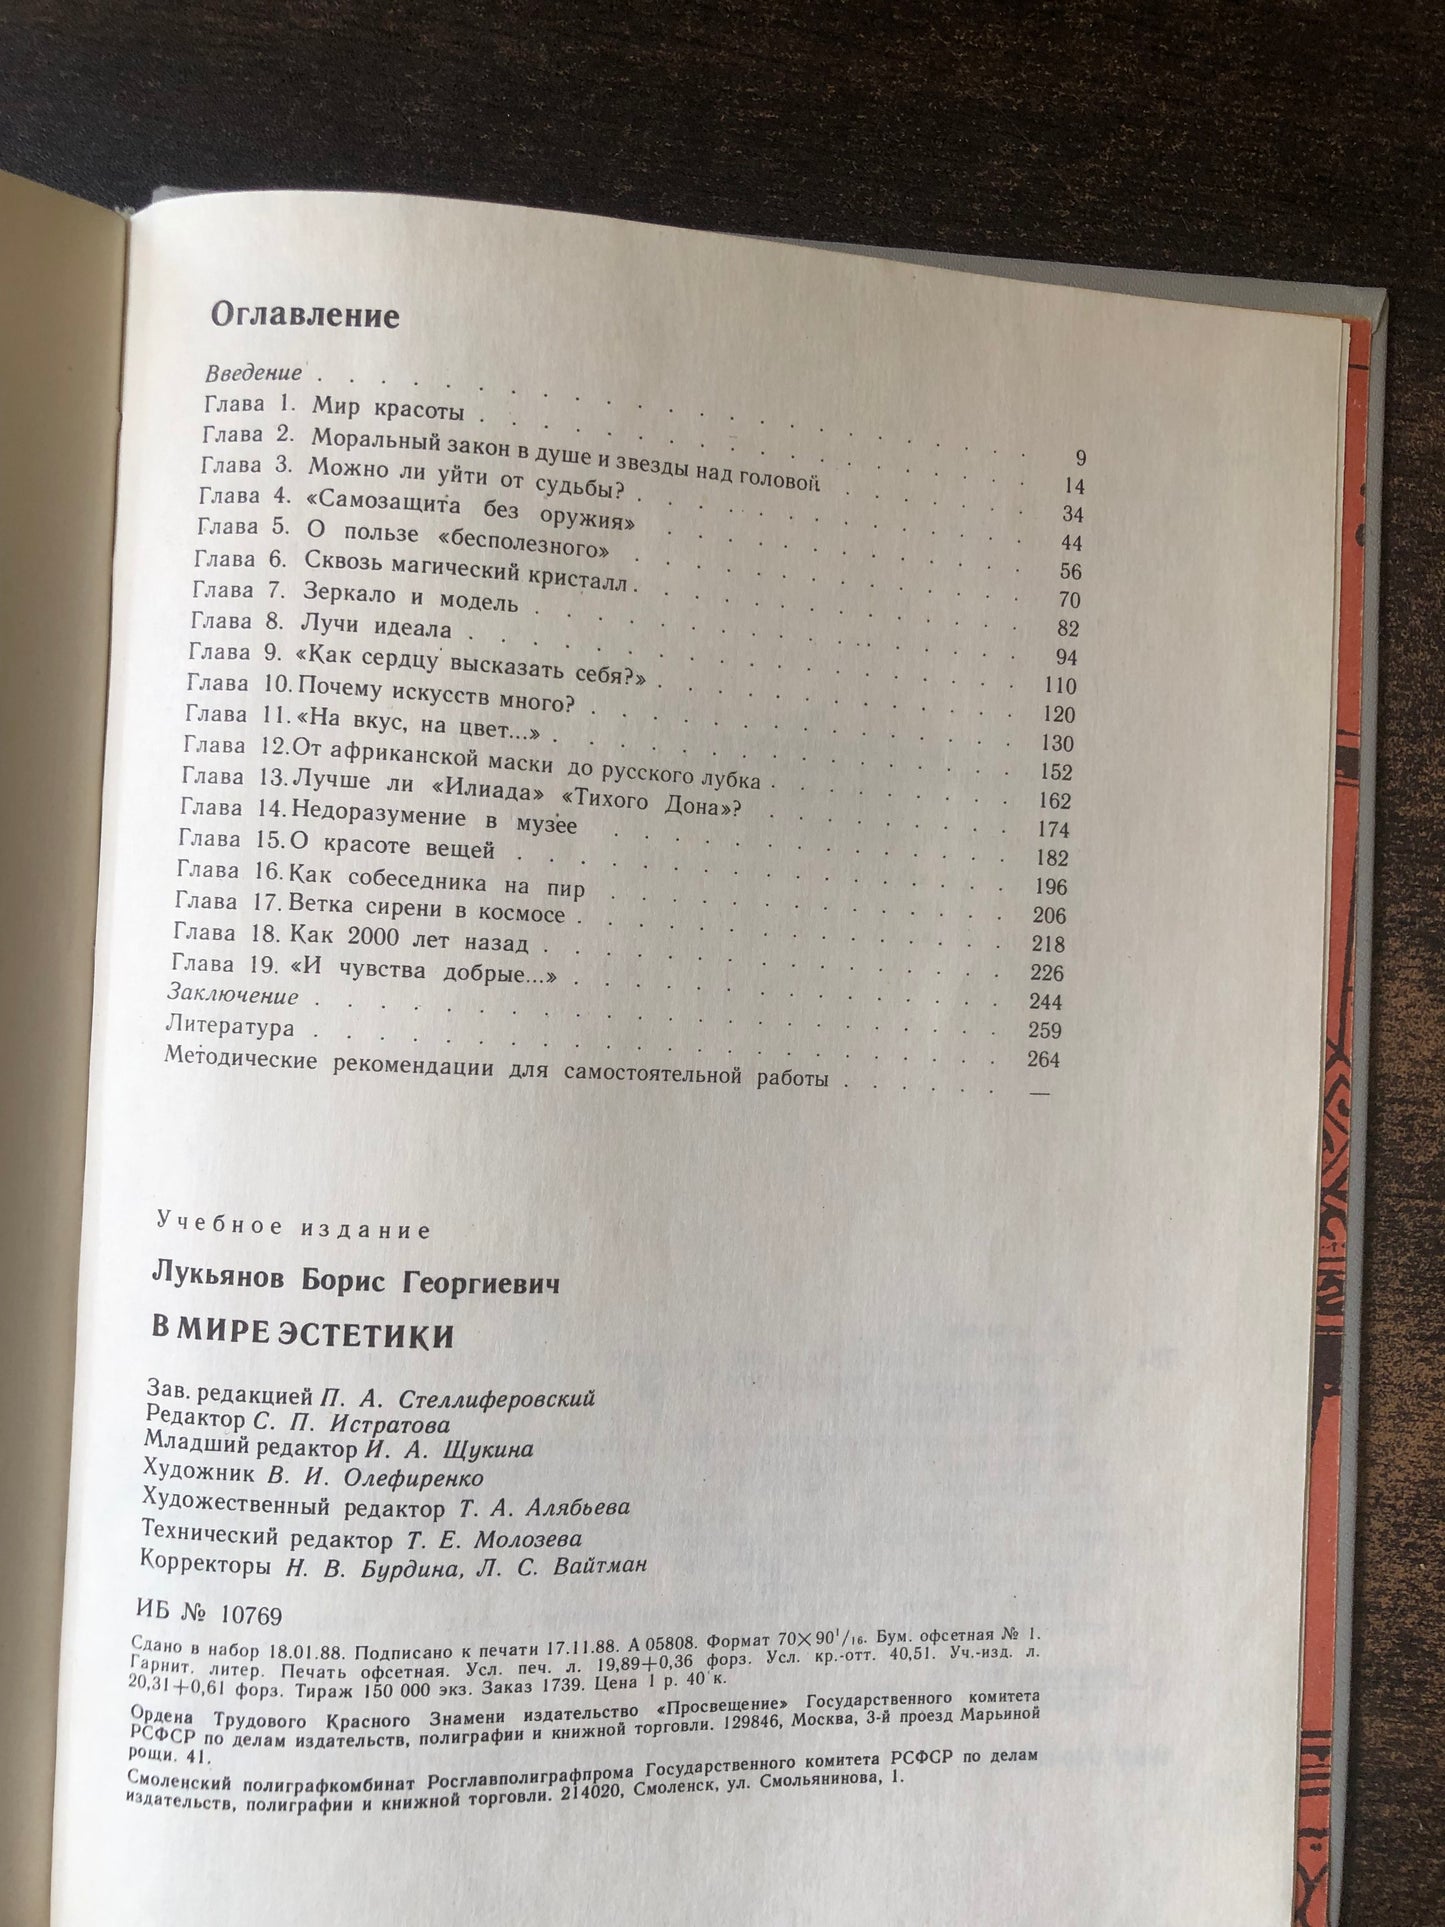 Оглавление
Введение . . . . . . . . . . . . 9
Глава 1. Мир красоты . . . . . . . . . . 14
Глава 2. Моральный закон в душе и звезды над головой . . . 34
Глава 3. Можно ли уйти от судьбы? . . . . . . . 44
Глава 4. «Самозащита без оружия» . . . . . . . 56
Глава 5. О пользе «бесполезного» . . . . . . . 70
Глава 6. Сквозь магический кристалл . . . . . . . 82
Глава 7. Зеркало и модель . . . . . . . . . 94
Глава 8. Лучи идеала . . . . . . . . . . 110
Глава 9. «Как сердцу высказать себя?» . . . . . . . 120
Глава 10. Почему искусств много? . . . . . . . . 130
Глава 11. «На вкус, на цвет...» . . . . . . . . 152
Глава 12. От африканской маски до русского лубка . . . . . 162
Глава 13. Лучше ли «Илиада» «Тихого Дона»? . . . . . 174
Глава 14. Недоразумение в музее . . . . . . . 182
Глава 15. О красоте вещей . . . . . . . . . 196
Глава 16. Как собеседника на пир . . . . . . . 206
Глава 17. Ветка сирени в космосе . . . . . . . . 218
Глава 18. Как 2000 лет назад . . . . . . . . 226
Глава 19. «И чувства добрые...» . . . . . . . . 244
Заключение . . . . . . . . . . . . 259
Литература . . . . . . . . . . . . 264
Методические рекомендации для самостоятельной работы . . . . . —
Учебное издание
Лукьянов Борис Георгиевич
В МИРЕ ЭСТЕТИКИ
Зав. редакцией П. А. Стеллиферовский
Редактор С. П. Истратова
Младший редактор И. А. Щукина
Художник В. И. Олефиренко
Художественный редактор Т. А. Алябьева
Технический редактор Т. Е. Молозева
Корректоры Н. В. Бурдина, Л. С. Вайтман
ИБ № 10769
Сдано в набор 18.01.88. Подписано к печати 17.11.88. А 05808. Формат 70×90¹/₁₆. Бум. офсетная № 1.
Гарнит. литер. Печать офсетная. Усл. печ. л. 19,89+0,36 форз. Усл. кр.-отт. 40,51. Уч.-изд. л.
20,31+0,61 форз. Тираж 150 000 экз. Заказ 1739. Цена 1 р. 40 к.
Ордена Трудового Красного Знамени издательство «Просвещение» Государственного комитета
РСФСР по делам издательств, полиграфии и книжной торговли. 129846, Москва, 3-й проезд Марьиной
рощи, 41.
Смоленский полиграфкомбинат Росглавполиграфпрома Государственного комитета РСФСР по делам
издательств, полиграфии и книжной торговли. 214020, Смоленск, ул. Смольянинова, 1.